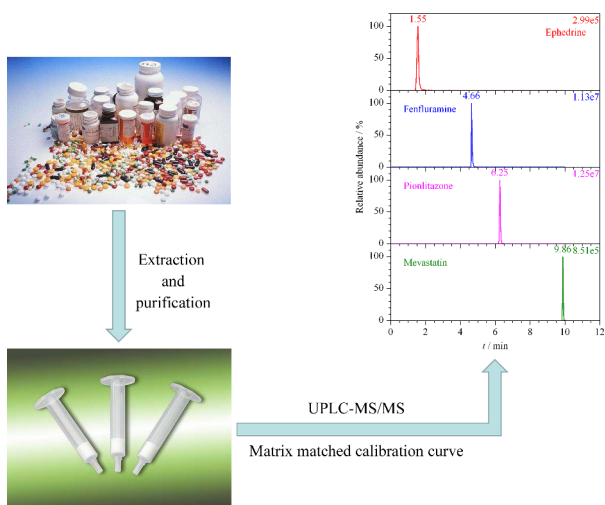 1.55
2.99e5
Ephedrine
4.66
1.13e7
Fenfluramine
6.25
1.25e7
Pionlitazone
9.86
8.51e5
Mevastatin
Relative abundance / %
100
50
0
100
50
0
100
50
0
100
50
0
0 2 4 6 8 10 12
t / min
Extraction
and
purification
UPLC-MS/MS
Matrix matched calibration curve